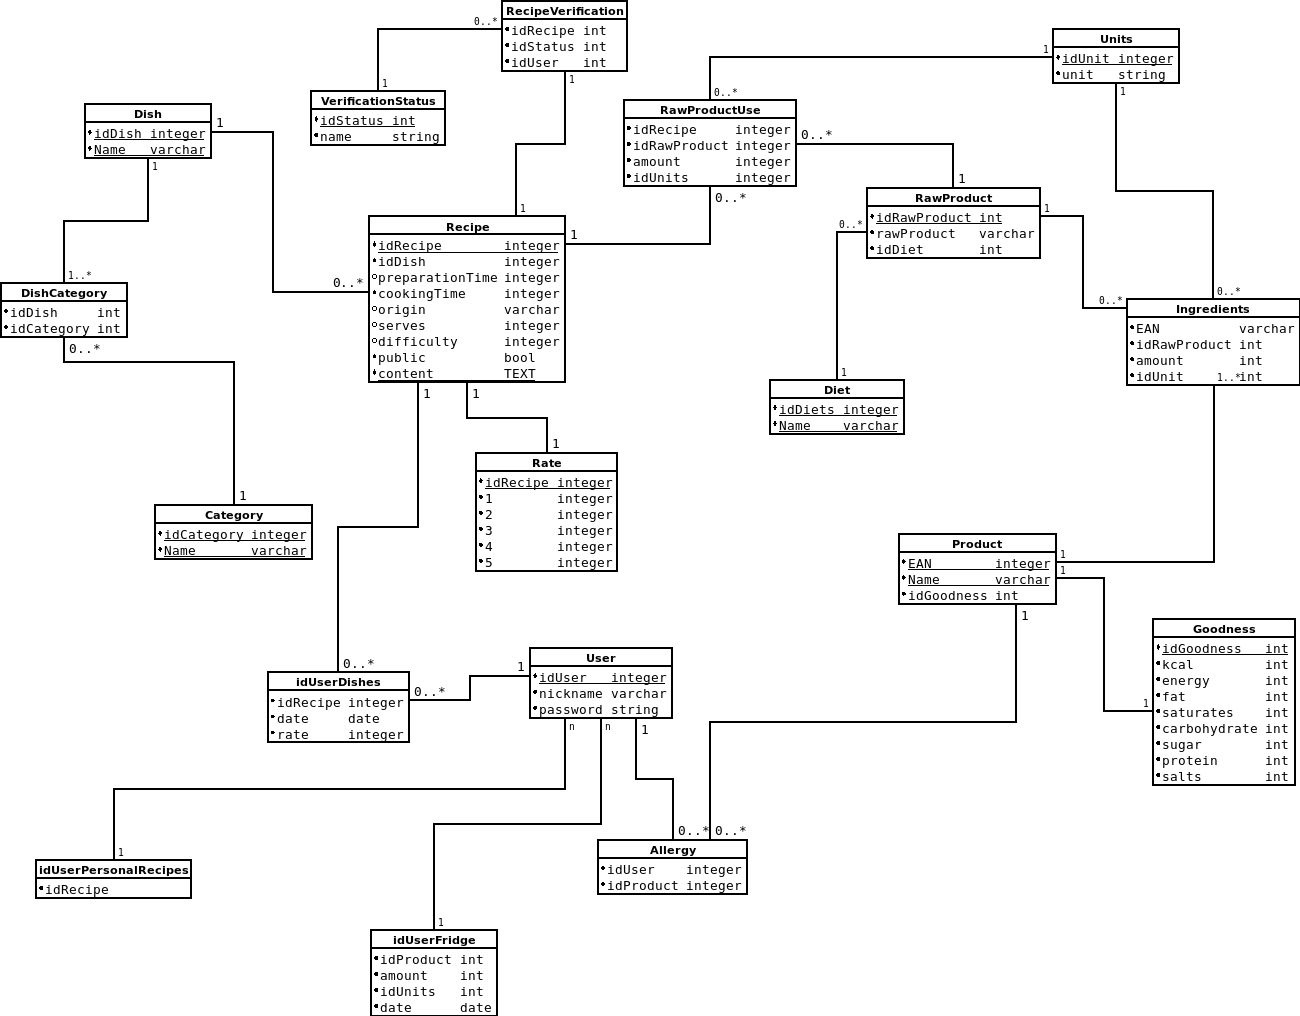 RecipeVerification
idRecipe int
idStatus int
idUser int
0..*
1
1
VerificationStatus
idStatus int
name string
Units
idUnit integer
unit string
1
1
RawProductUse
idRecipe integer
idRawProduct integer
amount integer
idUnits integer
0..*
0..*
0..*
Dish
idDish integer
Name varchar
1
1
RawProduct
idRawProduct int
rawProduct varchar
idDiet int
1
1
0..*
Recipe
idRecipe integer
idDish integer
preparationTime integer
cookingTime integer
origin varchar
serves integer
difficulty integer
public bool
content TEXT
1
1
0..*
1
1
DishCategory
idDish int
idCategory int
1..*
0..*
Ingredients
EAN varchar
idRawProduct int
amount int
idUnit int
0..*
0..*
1..*
Diet
idDiets integer
Name varchar
1
Rate
idRecipe integer
1 integer
2 integer
3 integer
4 integer
5 integer
1
Category
idCategory integer
Name varchar
1
Product
EAN integer
Name varchar
idGoodness int
1
1
1
Goodness
idGoodness int
kcal int
energy int
fat int
saturates int
carbohydrate int
sugar int
protein int
salts int
1
idUserDishes
idRecipe integer
date date
rate integer
0..*
0..*
User
idUser integer
nickname varchar
password string
1
n
n
1
Allergy
idUser integer
idProduct integer
0..*
0..*
idUserPersonalRecipes
idRecipe
1
idUserFridge
idProduct int
amount int
idUnits int
date date
1